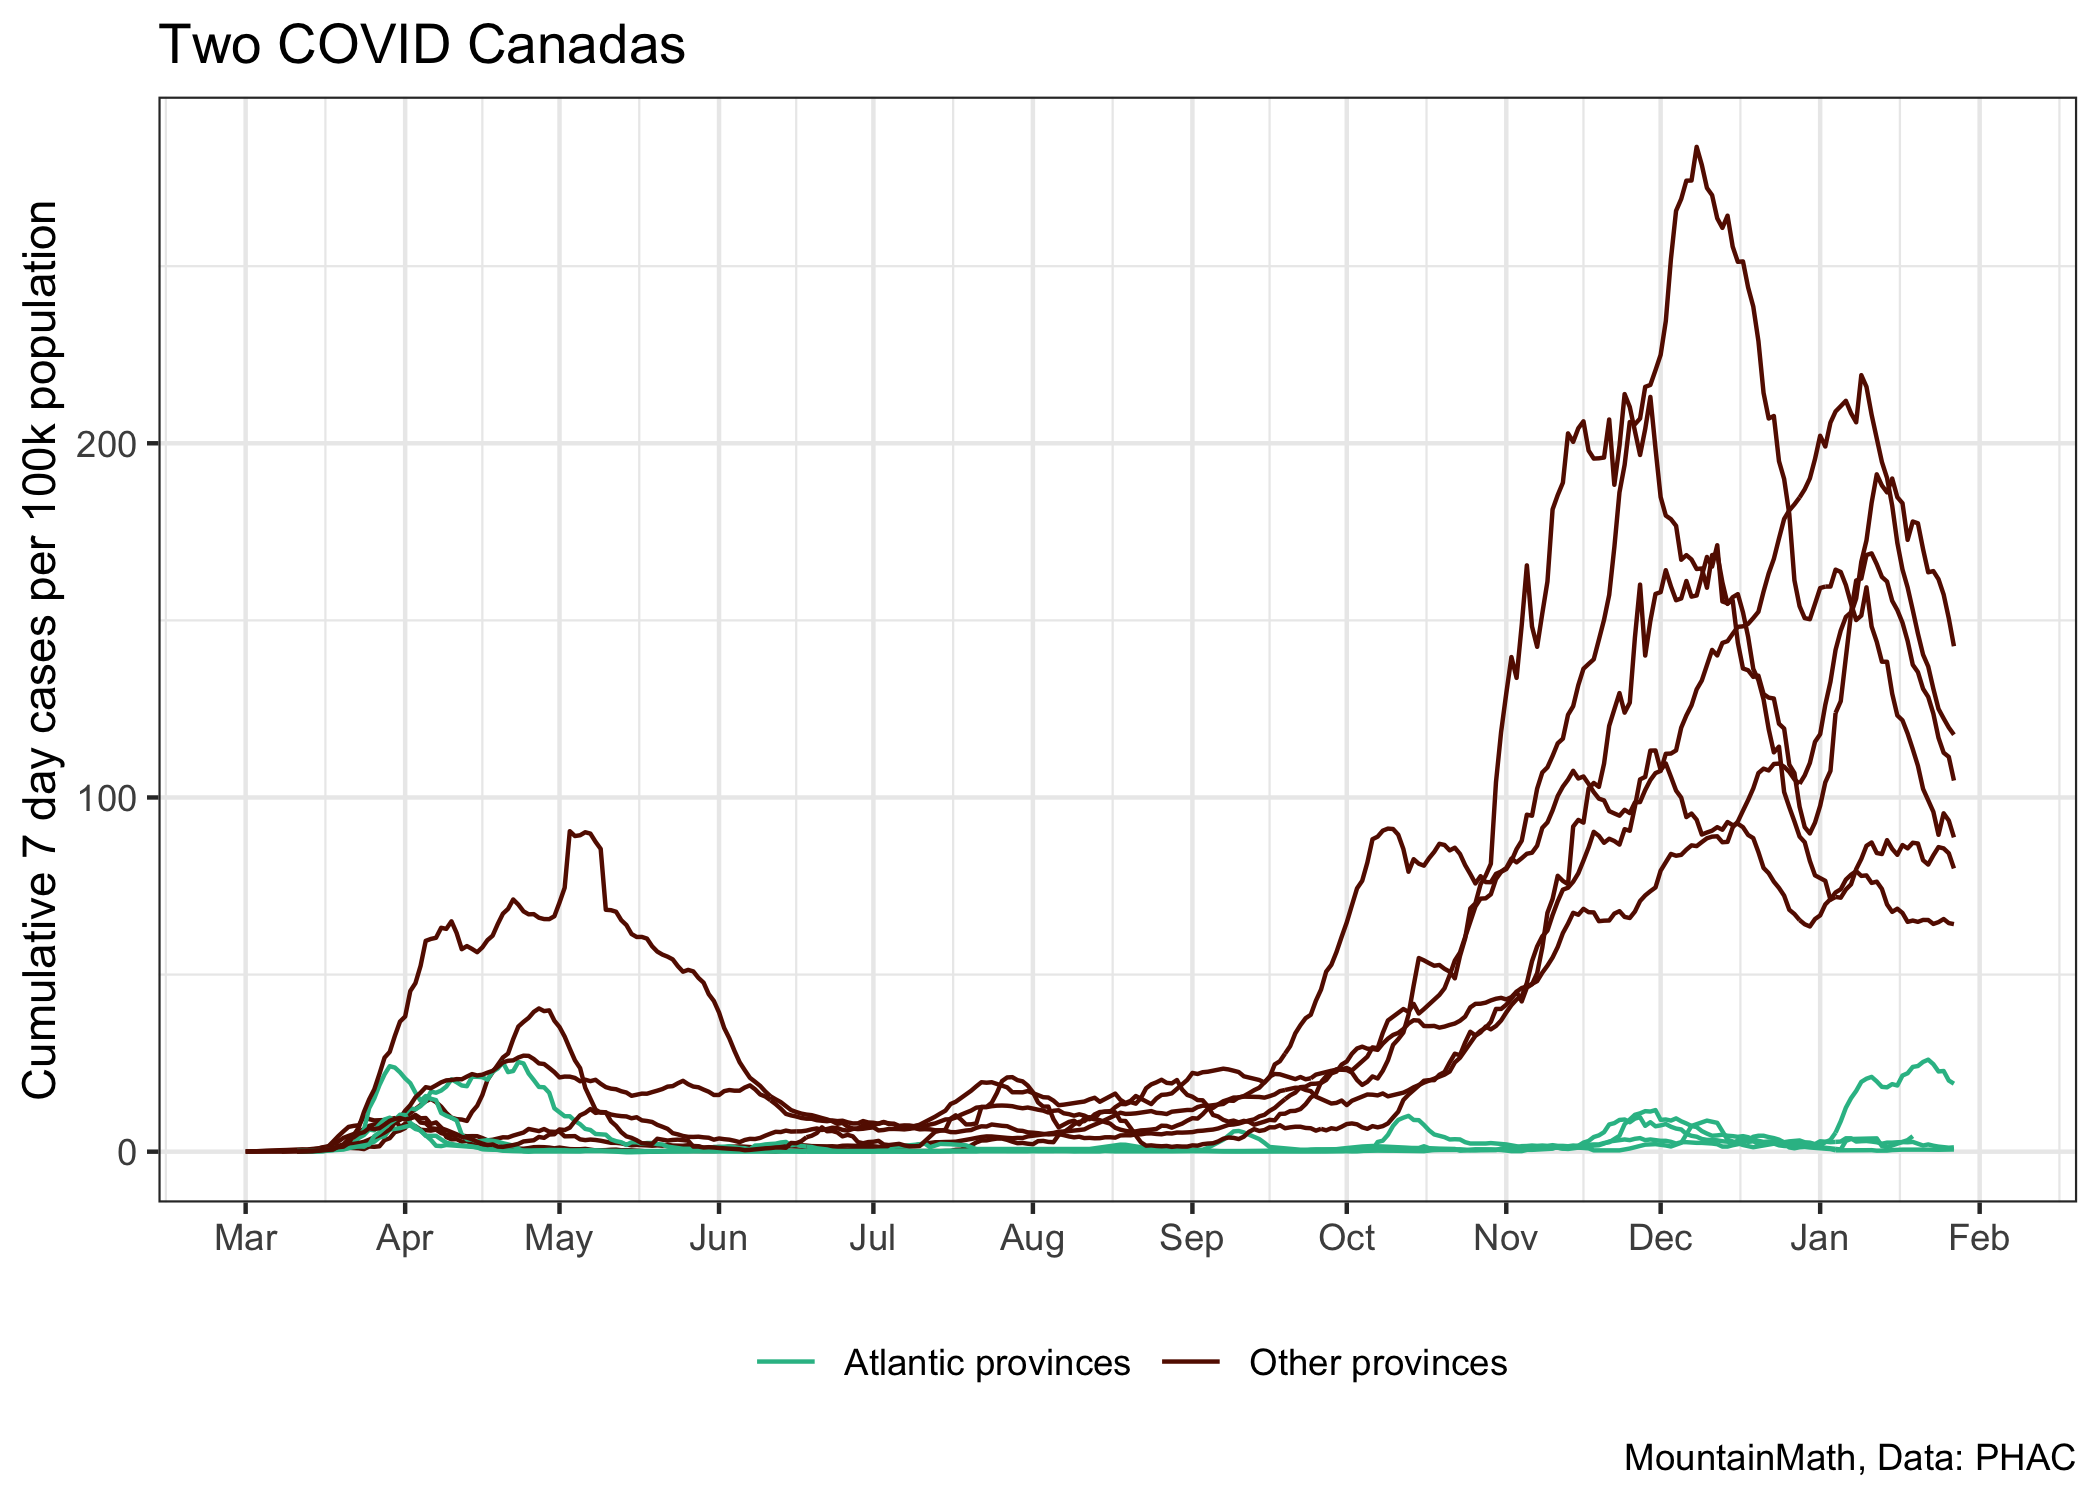 Two COVID Canadas
Cumulative 7 day cases per 100k population
200
100
0
Mar Apr May Jun Jul Aug Sep Oct Nov Dec Jan Feb
Atlantic provinces Other provinces
MountainMath, Data: PHAC